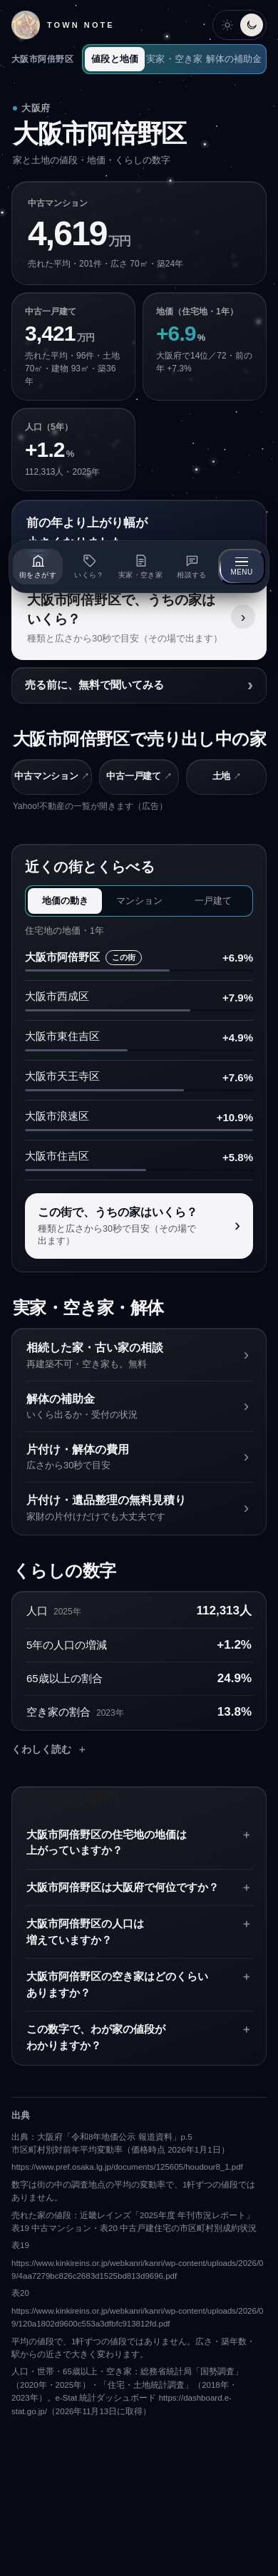 TOWN NOTE
大阪市阿倍野区
値段と地価
実家・空き家
解体の補助金
大阪府
大阪市阿倍野区
家と土地の値段・地価・くらしの数字
中古マンション
4,619万円
売れた平均・201件・広さ 70㎡・築24年
中古一戸建て
3,421万円
売れた平均・96件・土地
70㎡・建物 93㎡・築36
年
地価（住宅地・1年）
+6.9%
大阪府で14位／72・前の
年 +7.3%
人口（5年）
+1.2%
112,313人・2025年
前の年より上がり幅が
街をさがす
いくら？
実家・空き家
相談する
MENU
大阪市阿倍野区で、うちの家は
いくら？
種類と広さから30秒で目安（その場で出ます）
売る前に、無料で聞いてみる
大阪市阿倍野区で売り出し中の家
中古マンション ↗
中古一戸建て ↗
土地 ↗
Yahoo!不動産の一覧が開きます（広告）
近くの街とくらべる
地価の動き
マンション
一戸建て
住宅地の地価・1年
大阪市阿倍野区 この街 +6.9%
大阪市西成区 +7.9%
大阪市東住吉区 +4.9%
大阪市天王寺区 +7.6%
大阪市浪速区 +10.9%
大阪市住吉区 +5.8%
この街で、うちの家はいくら？
種類と広さから30秒で目安（その場で
出ます）
実家・空き家・解体
相続した家・古い家の相談
再建築不可・空き家も。無料
解体の補助金
いくら出るか・受付の状況
片付け・解体の費用
広さから30秒で目安
片付け・遺品整理の無料見積り
家財の片付けだけでも大丈夫です
くらしの数字
人口 2025年 112,313人
5年の人口の増減 +1.2%
65歳以上の割合 24.9%
空き家の割合 2023年 13.8%
くわしく読む ＋
大阪市阿倍野区の住宅地の地価は
上がっていますか？
大阪市阿倍野区は大阪府で何位ですか？
大阪市阿倍野区の人口は
増えていますか？
大阪市阿倍野区の空き家はどのくらい
ありますか？
この数字で、わが家の値段が
わかりますか？
出典
出典：大阪府「令和8年地価公示 報道資料」p.5
市区町村別対前年平均変動率（価格時点 2026年1月1日）
https://www.pref.osaka.lg.jp/documents/125605/houdour8_1.pdf
数字は街の中の調査地点の平均の変動率で、1軒ずつの値段では
ありません。
売れた家の値段：近畿レインズ「2025年度 年刊市況レポート」
表19 中古マンション・表20 中古戸建住宅の市区町村別成約状況
表19
https://www.kinkireins.or.jp/webkanri/kanri/wp-content/uploads/2026/0
9/4aa7279bc826c2683d1525bd813d9696.pdf
表20
https://www.kinkireins.or.jp/webkanri/kanri/wp-content/uploads/2026/0
9/120a1802d9600c553a3dfbfc913812fd.pdf
平均の値段で、1軒ずつの値段ではありません。広さ・築年数・
駅からの近さで大きく変わります。
人口・世帯・65歳以上・空き家：総務省統計局「国勢調査」
（2020年・2025年）・「住宅・土地統計調査」（2018年・
2023年）。e-Stat 統計ダッシュボード https://dashboard.e-
stat.go.jp/（2026年11月13日に取得）